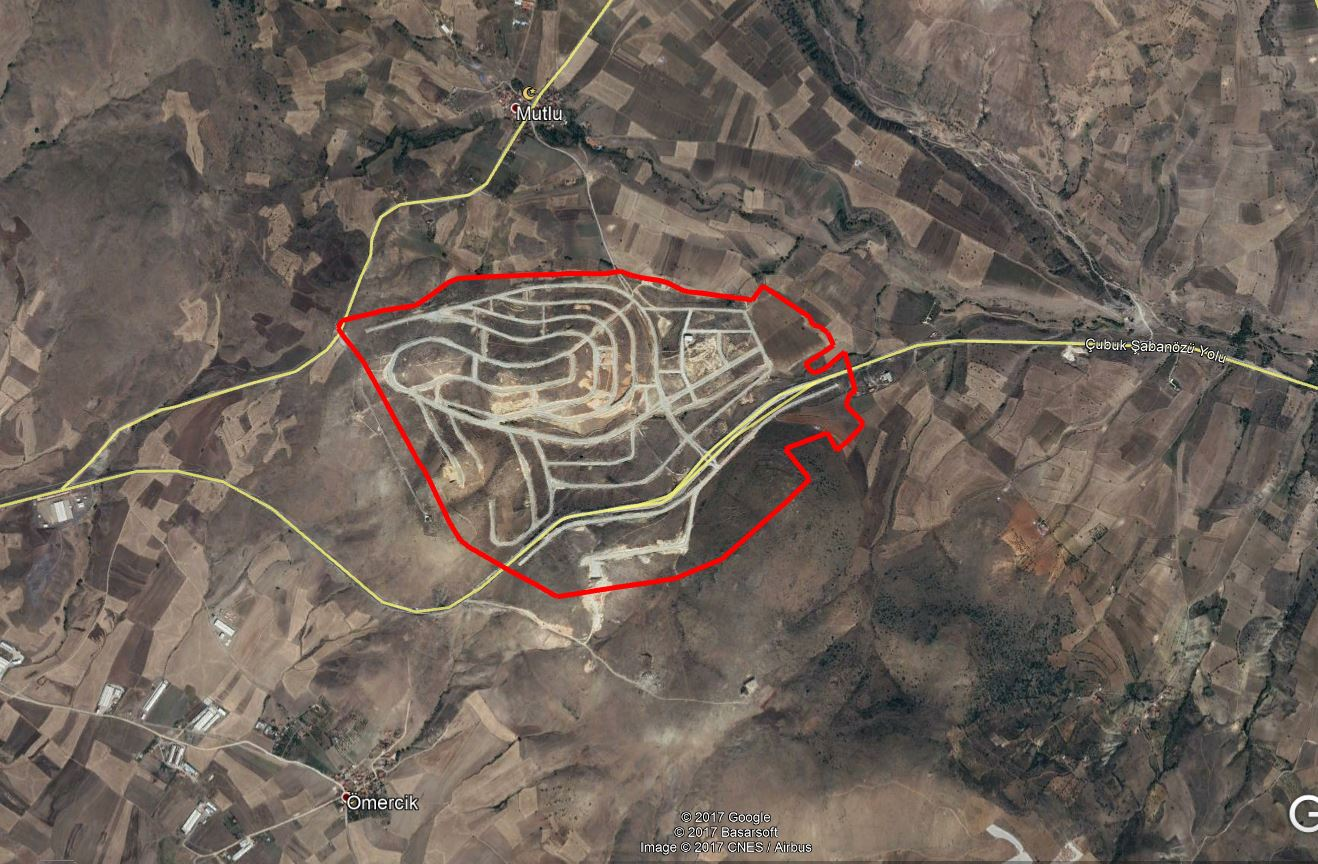 Mutlu
Çubuk Şabanözü Yolu
Ömercik
© 2017 Google
© 2017 Basarsoft
Image © 2017 CNES / Airbus
G